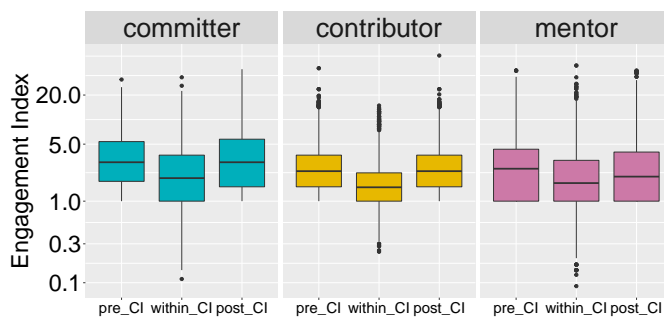 committer contributor mentor
Engagement Index
20.0
5.0
1.0
0.3
0.1
pre_CI within_CI post_CI pre_CI within_CI post_CI pre_CI within_CI post_CI